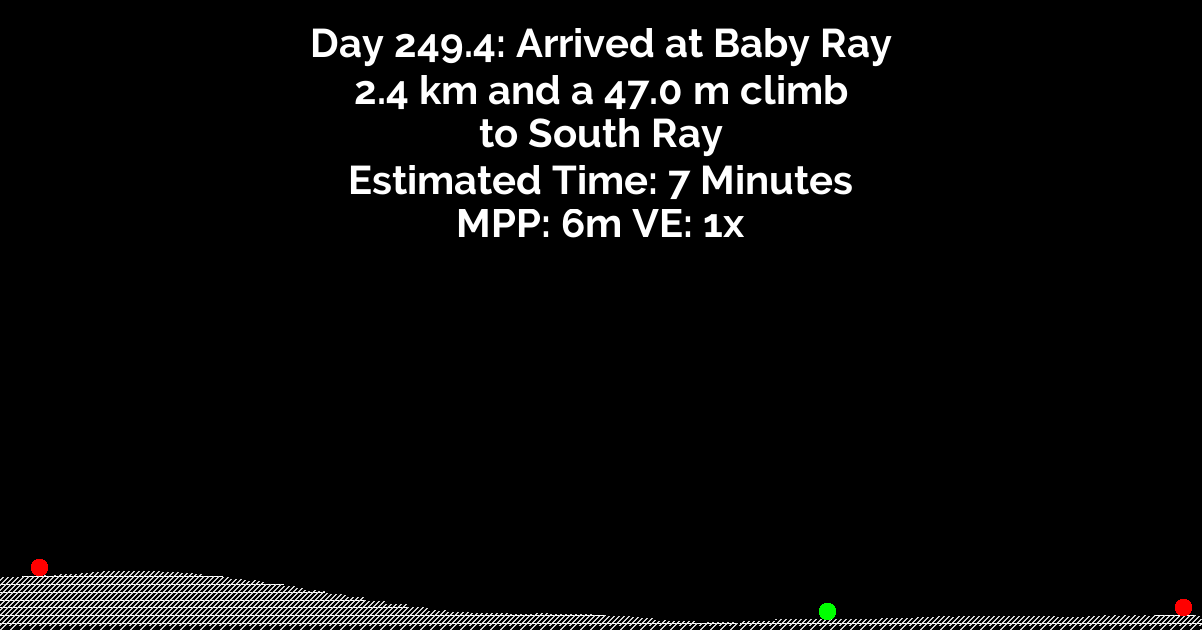 Day 249.4: Arrived at Baby Ray
2.4 km and a 47.0 m climb
to South Ray
Estimated Time: 7 Minutes
MPP: 6m VE: 1x